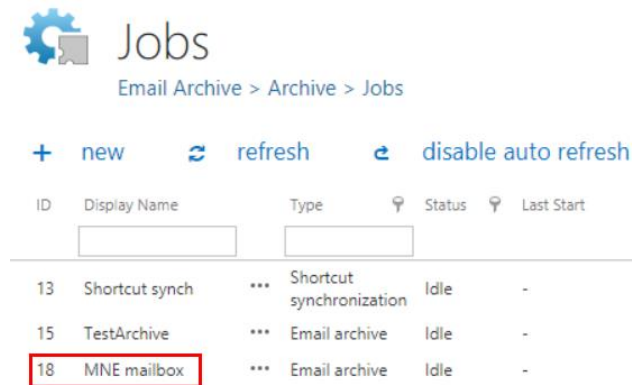 Jobs
Email Archive > Archive > Jobs
+ new refresh disable auto refresh
ID Display Name Type Status Last Start
Shortcut
13 Shortcut synch ... synchronization Idle -
15 TestArchive ... Email archive Idle -
18 MNE mailbox ... Email archive Idle -